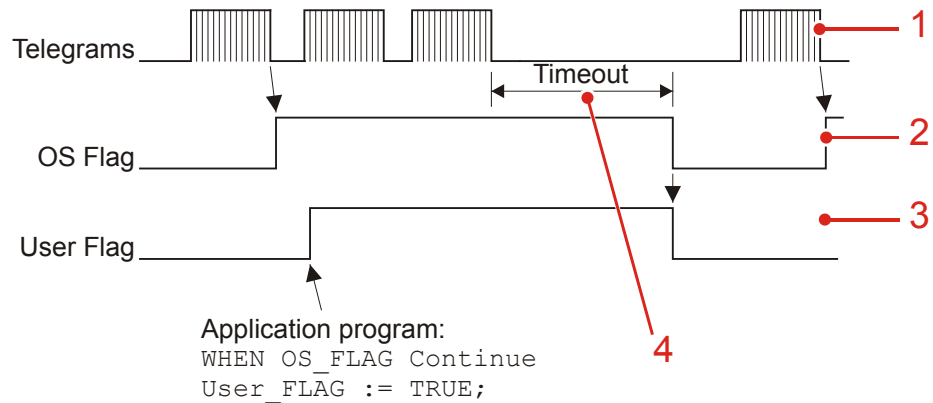 Telegrams
1
Timeout
OS Flag
2
User Flag
3
4
Application program:
WHEN OS_FLAG Continue
User_FLAG := TRUE;